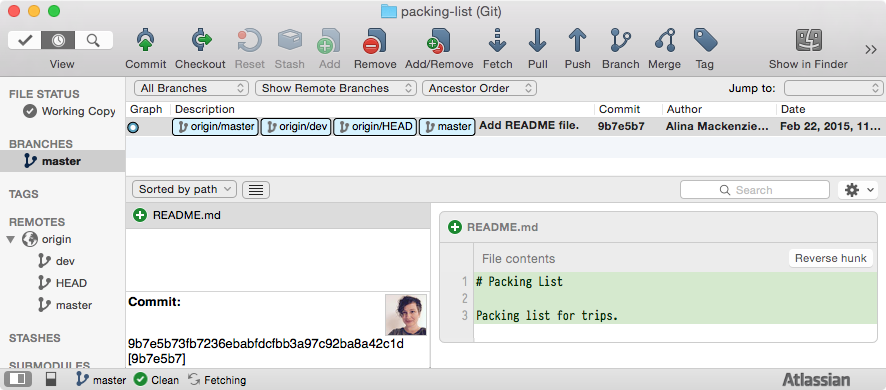 packing-list (Git)
View Commit Checkout Reset Stash Add Remove Add/Remove Fetch Pull Push Branch Merge Tag Show in Finder
All Branches Show Remote Branches Ancestor Order Jump to:
FILE STATUS
Working Copy
BRANCHES
master
TAGS
REMOTES
origin
dev
HEAD
master
STASHES
SUBMODULES
Graph Description Commit Author Date
origin/master origin/dev origin/HEAD master Add README file. 9b7e5b7 Alina Mackenzie... Feb 22, 2015, 11...
Sorted by path Search
README.md
Commit:
9b7e5b73fb7236ebabfdcfbb3a97c92ba8a42c1d
[9b7e5b7]
README.md
File contents Reverse hunk
1 # Packing List
2
3 Packing list for trips.
master Clean Fetching Atlassian